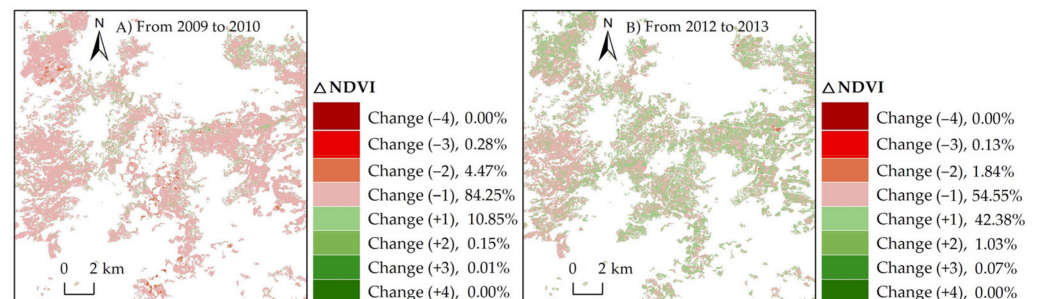 N
A) From 2009 to 2010
△NDVI
Change (−4), 0.00%
Change (−3), 0.28%
Change (−2), 4.47%
Change (−1), 84.25%
Change (+1), 10.85%
Change (+2), 0.15%
Change (+3), 0.01%
Change (+4), 0.00%
0 2 km
N
B) From 2012 to 2013
△NDVI
Change (−4), 0.00%
Change (−3), 0.13%
Change (−2), 1.84%
Change (−1), 54.55%
Change (+1), 42.38%
Change (+2), 1.03%
Change (+3), 0.07%
Change (+4), 0.00%
0 2 km